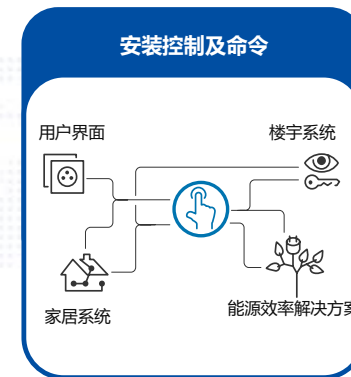 安装控制及命令
用户界面
楼宇系统
家居系统
能源效率解决方案